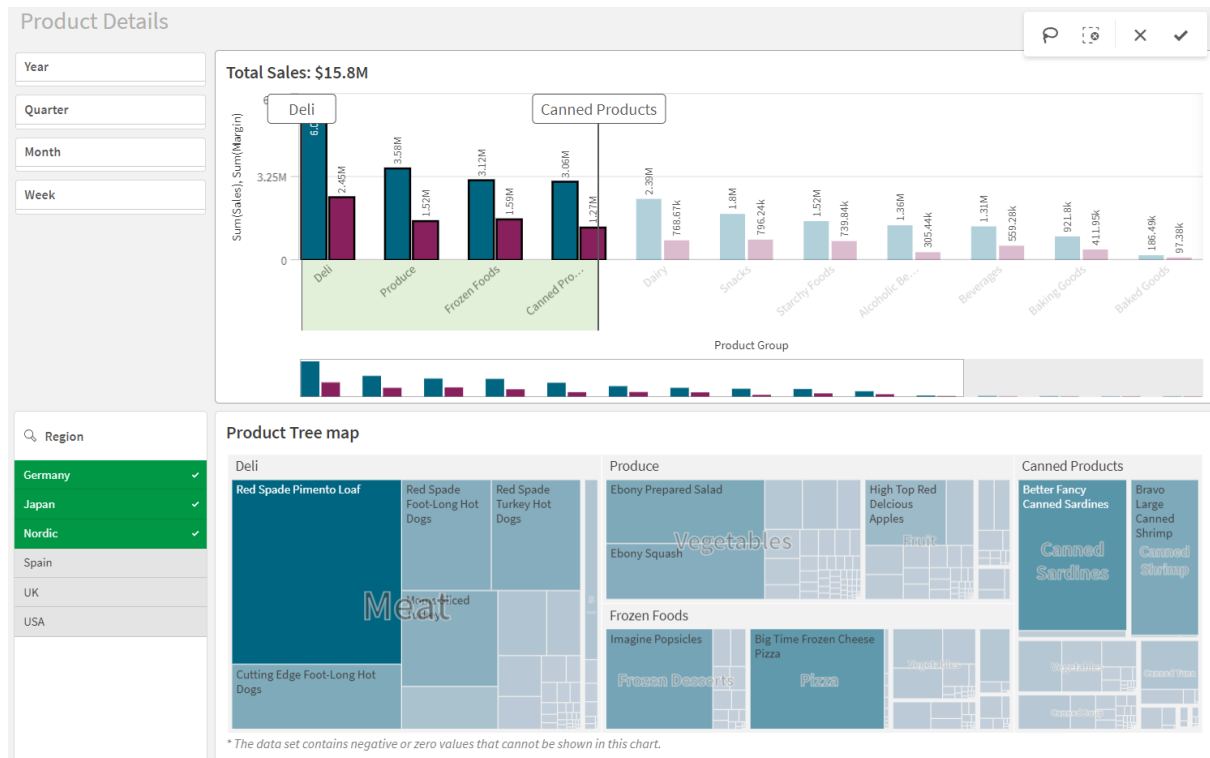 Product Details
Year
Quarter
Month
Week
Total Sales: $15.8M
Deli
Canned Products
Sum(Sales), Sum(Margin)
3.25M
0
2.45M
3.58M
1.52M
3.12M
1.59M
3.06M
1.27M
2.39M
768.67k
1.8M
796.24k
1.52M
739.84k
1.36M
305.44k
1.31M
559.28k
921.8k
411.95k
186.49k
97.38k
Deli
Produce
Frozen Foods
Canned Pro...
Dairy
Snacks
Starchy Foods
Alcoholic Be...
Beverages
Baking Goods
Baked Goods
Product Group
Region
Germany
Japan
Nordic
Spain
UK
USA
Product Tree map
Deli
Red Spade Pimento Loaf
Red Spade
Foot-Long Hot
Dogs
Red Spade
Turkey Hot
Dogs
Meat
Cutting Edge Foot-Long Hot
Dogs
Produce
Ebony Prepared Salad
Vegetables
Ebony Squash
High Top Red
Delcious
Apples
Fruit
Frozen Foods
Imagine Popsicles
Frozen Desserts
Big Time Frozen Cheese
Pizza
Pizza
Vegetables
Canned Products
Better Fancy
Canned Sardines
Canned
Sardines
Bravo
Large
Canned
Shrimp
Canned
Shrimp
Vegetables
Canned Tuna
* The data set contains negative or zero values that cannot be shown in this chart.